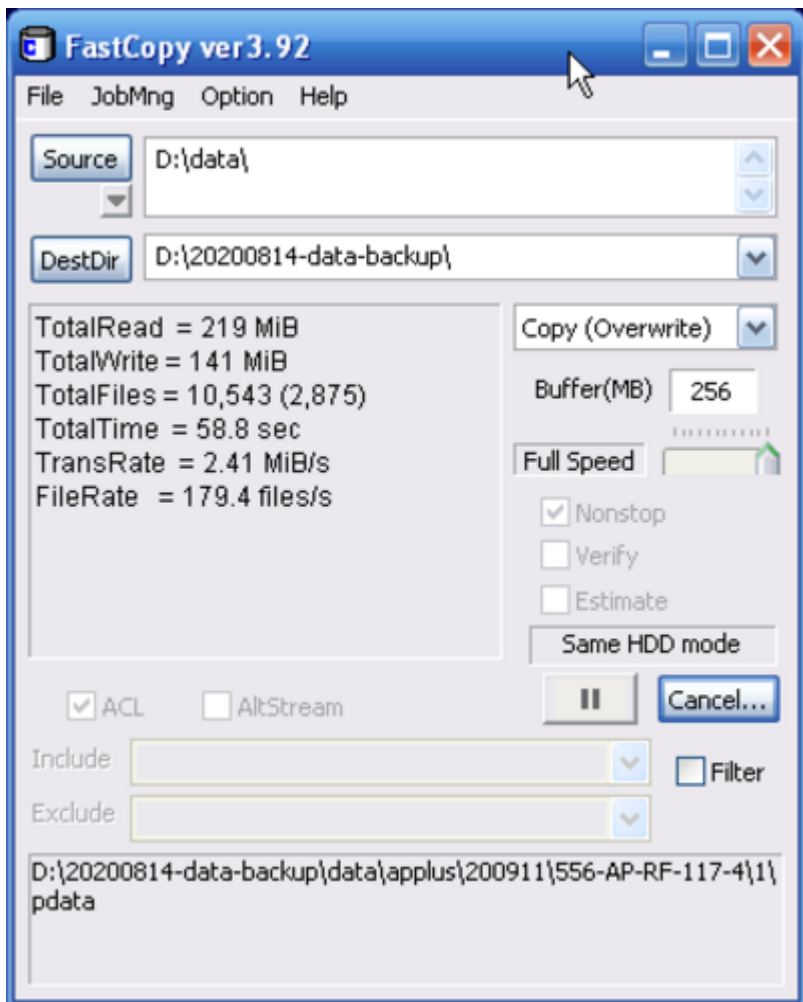 FastCopy ver3.92
File JobMng Option Help
Source D:\data\
DestDir D:\20200814-data-backup\
TotalRead = 219 MiB
TotalWrite = 141 MiB
TotalFiles = 10,543 (2,875)
TotalTime = 58.8 sec
TransRate = 2.41 MiB/s
FileRate = 179.4 files/s
Copy (Overwrite)
Buffer(MB) 256
Full Speed
Nonstop
Verify
Estimate
Same HDD mode
ACL AltStream
Cancel...
Include
Filter
Exclude
D:\20200814-data-backup\data\applus\200911\556-AP-RF-117-4\1\
pdata